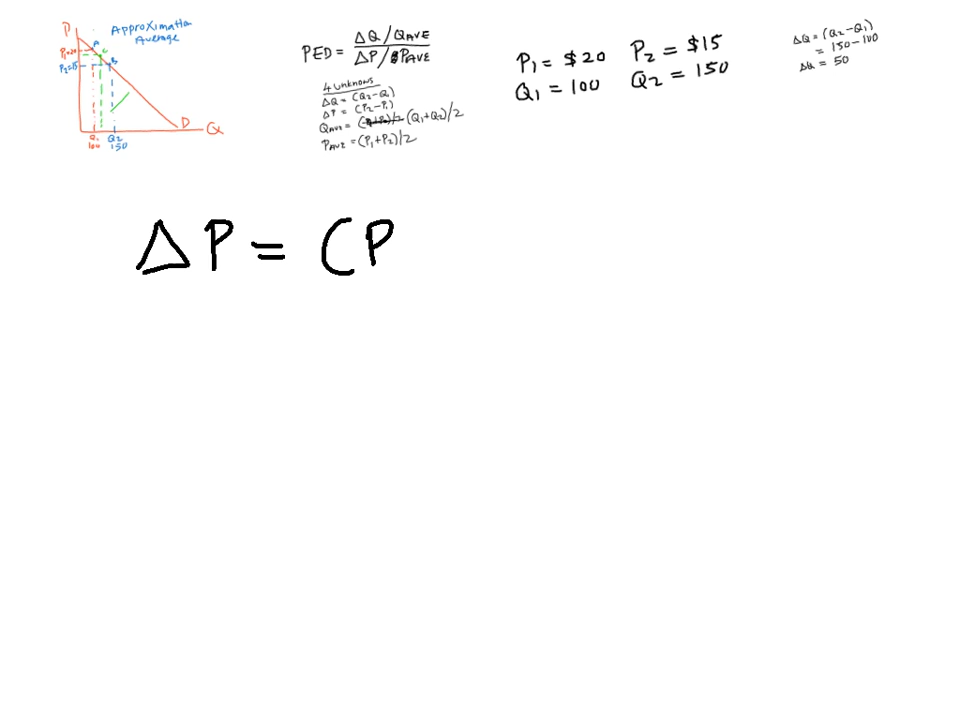 P
Approximation
Average
A
P1=20
C
P2=15
B
D
Q
Q1
100
Q2
150
PED = ΔQ/QAVE
ΔP/PAVE
4 unknowns
ΔQ = (Q2-Q1)
ΔP = (P2-P1)
QAVE = (Q1+Q2)/2
PAVE = (P1+P2)/2
P1 = $20 P2 = $15
Q1 = 100 Q2 = 150
ΔQ = (Q2-Q1)
= 150-100
ΔQ = 50
ΔP = (P